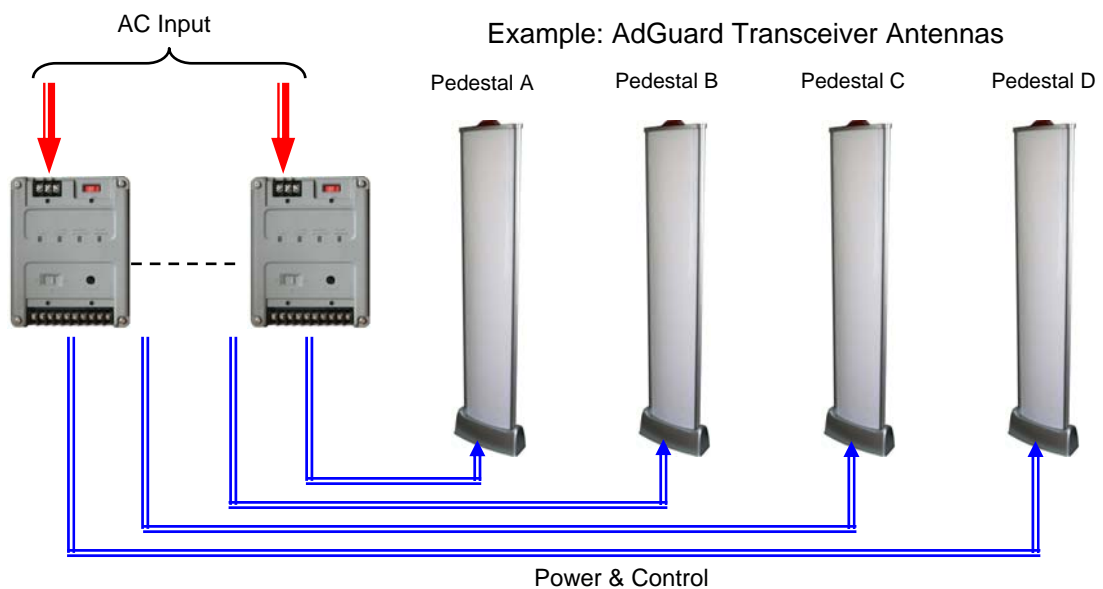 AC Input
Example: AdGuard Transceiver Antennas
Pedestal A
Pedestal B
Pedestal C
Pedestal D
Power & Control